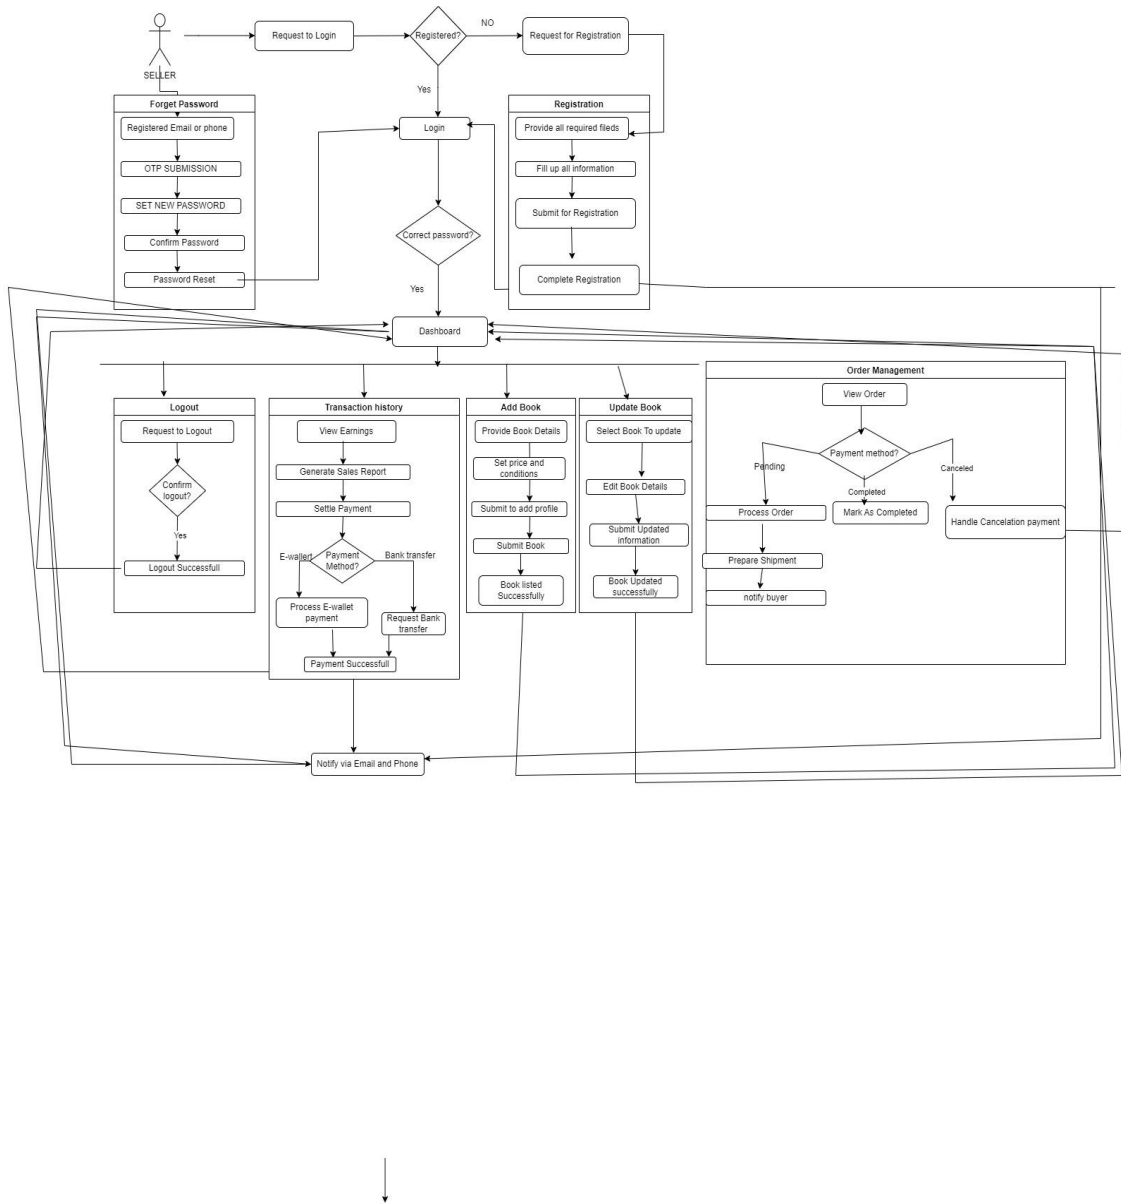 NO
Request to Login
Registered?
Request for Registration
SELLER
Yes
Forget Password
Registered Email or phone
OTP SUBMISSION
SET NEW PASSWORD
Confirm Password
Password Reset
Login
Correct password?
Yes
Registration
Provide all required fileds
Fill up all information
Submit for Registration
Complete Registration
Dashboard
Logout
Request to Logout
Confirm
logout?
Yes
Logout Successfull
Transaction history
View Earnings
Generate Sales Report
Settle Payment
E-wallert
Payment
Method?
Bank transfer
Process E-wallet
payment
Request Bank
transfer
Payment Successfull
Add Book
Provide Book Details
Set price and
conditions
Submit to add profile
Submit Book
Book listed
Successfully
Update Book
Select Book To update
Edit Book Details
Submit Updated
information
Book Updated
successfully
Order Management
View Order
Payment method?
Pending
Completed
Canceled
Process Order
Mark As Completed
Handle Cancelation payment
Prepare Shipment
notify buyer
Notify via Email and Phone